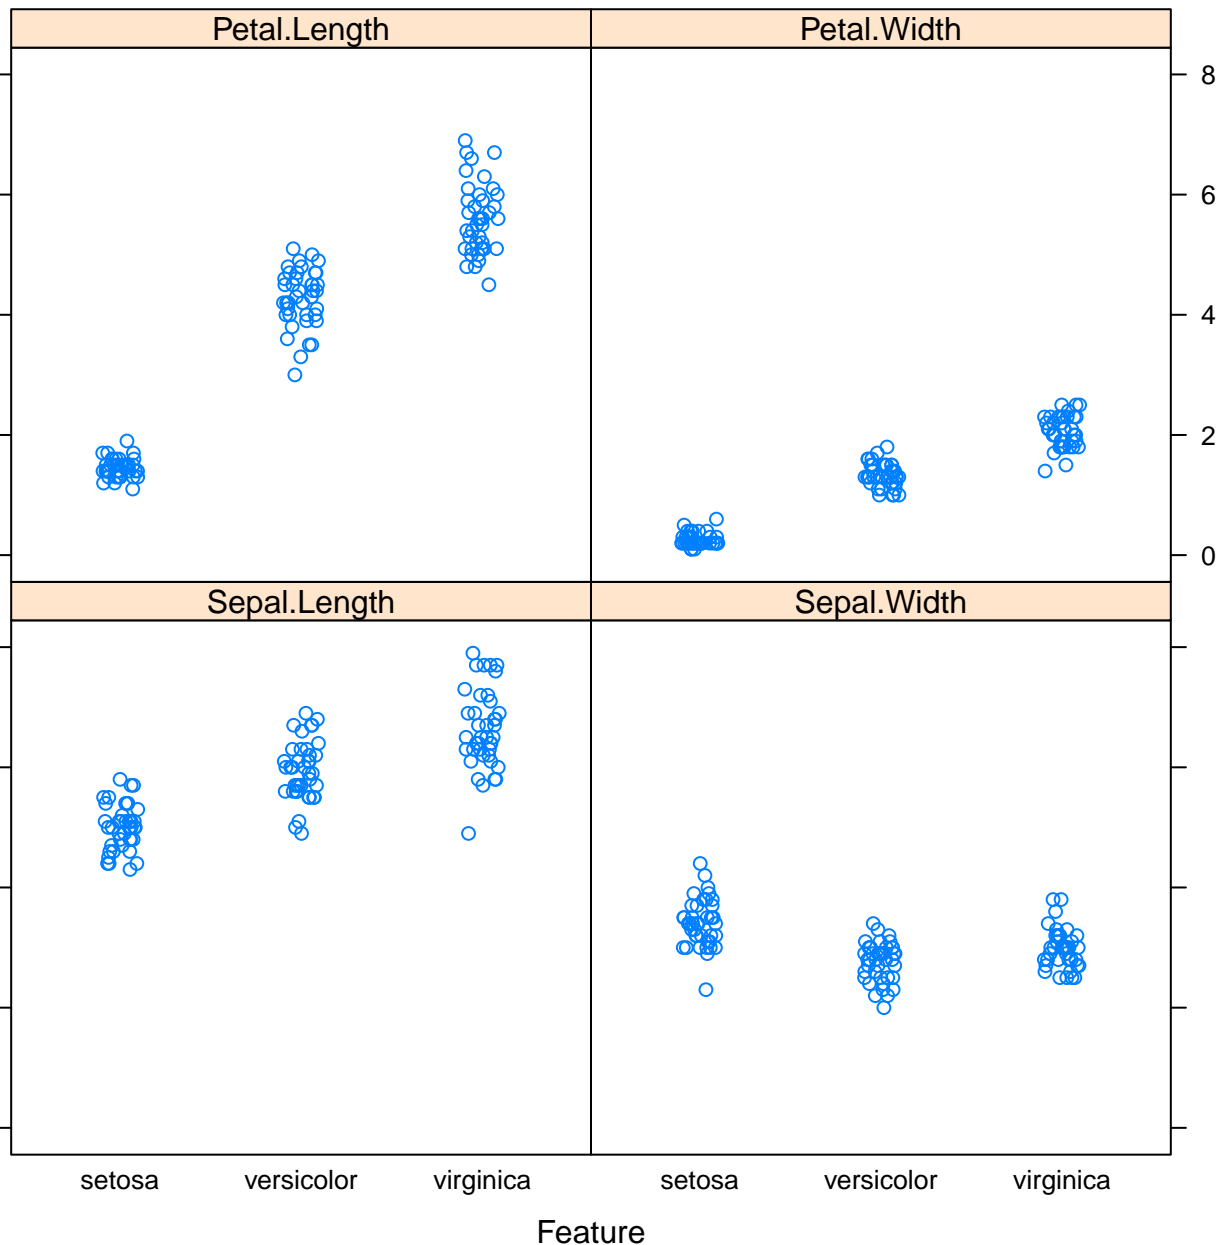 Petal.Length Petal.Width
8
6
4
2
0
Sepal.Length Sepal.Width
setosa versicolor virginica setosa versicolor virginica
Feature